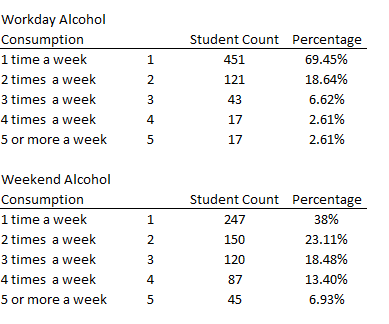 Workday Alcohol
Consumption Student Count Percentage
1 time a week 1 451 69.45%
2 times a week 2 121 18.64%
3 times a week 3 43 6.62%
4 times a week 4 17 2.61%
5 or more a week 5 17 2.61%
Weekend Alcohol
Consumption Student Count Percentage
1 time a week 1 247 38%
2 times a week 2 150 23.11%
3 times a week 3 120 18.48%
4 times a week 4 87 13.40%
5 or more a week 5 45 6.93%